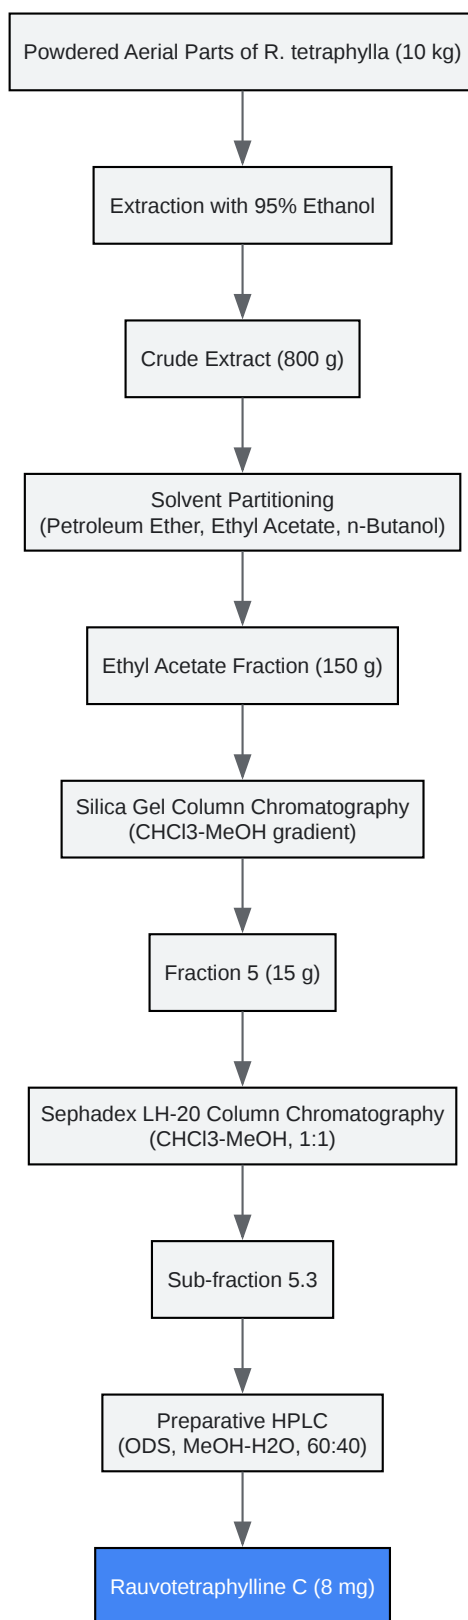 Powdered Aerial Parts of R. tetraphylla (10 kg)
Extraction with 95% Ethanol
Crude Extract (800 g)
Solvent Partitioning
(Petroleum Ether, Ethyl Acetate, n-Butanol)
Ethyl Acetate Fraction (150 g)
Silica Gel Column Chromatography
(CHCl3-MeOH gradient)
Fraction 5 (15 g)
Sephadex LH-20 Column Chromatography
(CHCl3-MeOH, 1:1)
Sub-fraction 5.3
Preparative HPLC
(ODS, MeOH-H2O, 60:40)
Rauvotetraphylline C (8 mg)